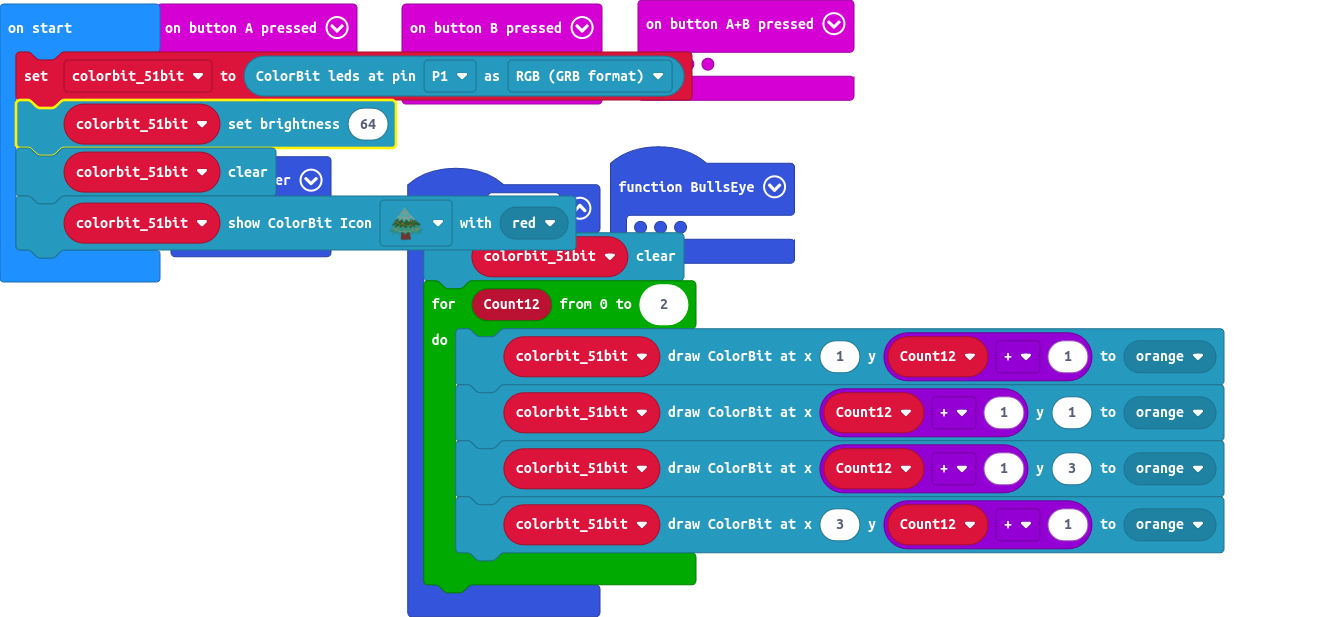 on start
on button A pressed
on button B pressed
on button A+B pressed
set colorbit_51bit to ColorBit leds at pin P1 as RGB (GRB format)
colorbit_51bit set brightness 64
colorbit_51bit clear
er
function BullsEye
colorbit_51bit show ColorBit Icon with red
colorbit_51bit clear
for Count12 from 0 to 2
do
colorbit_51bit draw ColorBit at x 1 y Count12 + 1 to orange
colorbit_51bit draw ColorBit at x Count12 + 1 y 1 to orange
colorbit_51bit draw ColorBit at x Count12 + 1 y 3 to orange
colorbit_51bit draw ColorBit at x 3 y Count12 + 1 to orange